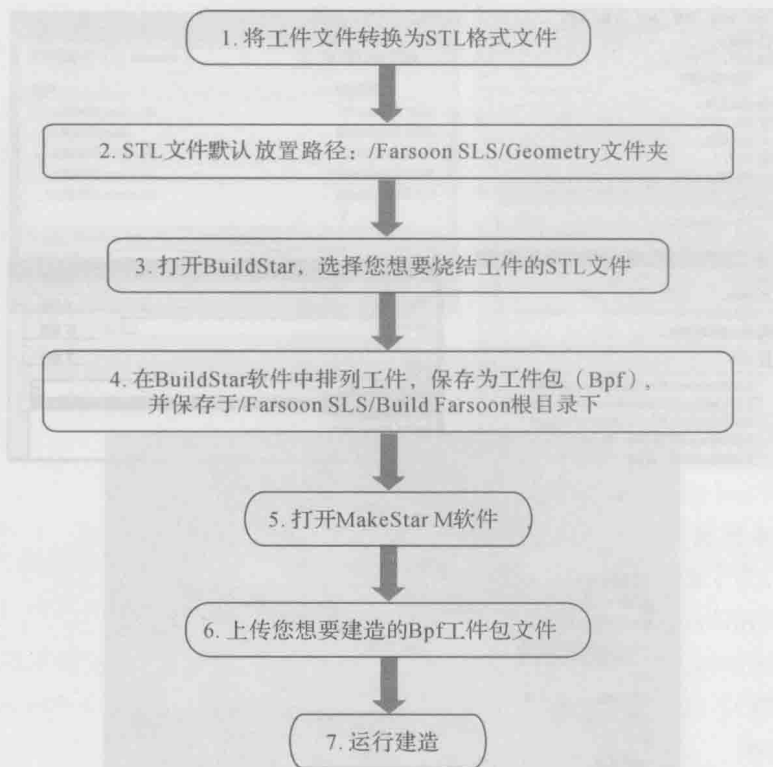 1. 将工件文件转换为STL格式文件
2. STL文件默认放置路径：/Farsoon SLS/Geometry文件夹
3. 打开BuildStar，选择您想要烧结工件的STL文件
4. 在BuildStar软件中排列工件，保存为工件包（Bpf），
并保存于/Farsoon SLS/Build Farsoon根目录下
5. 打开MakeStar M软件
6. 上传您想要建造的Bpf工件包文件
7. 运行建造